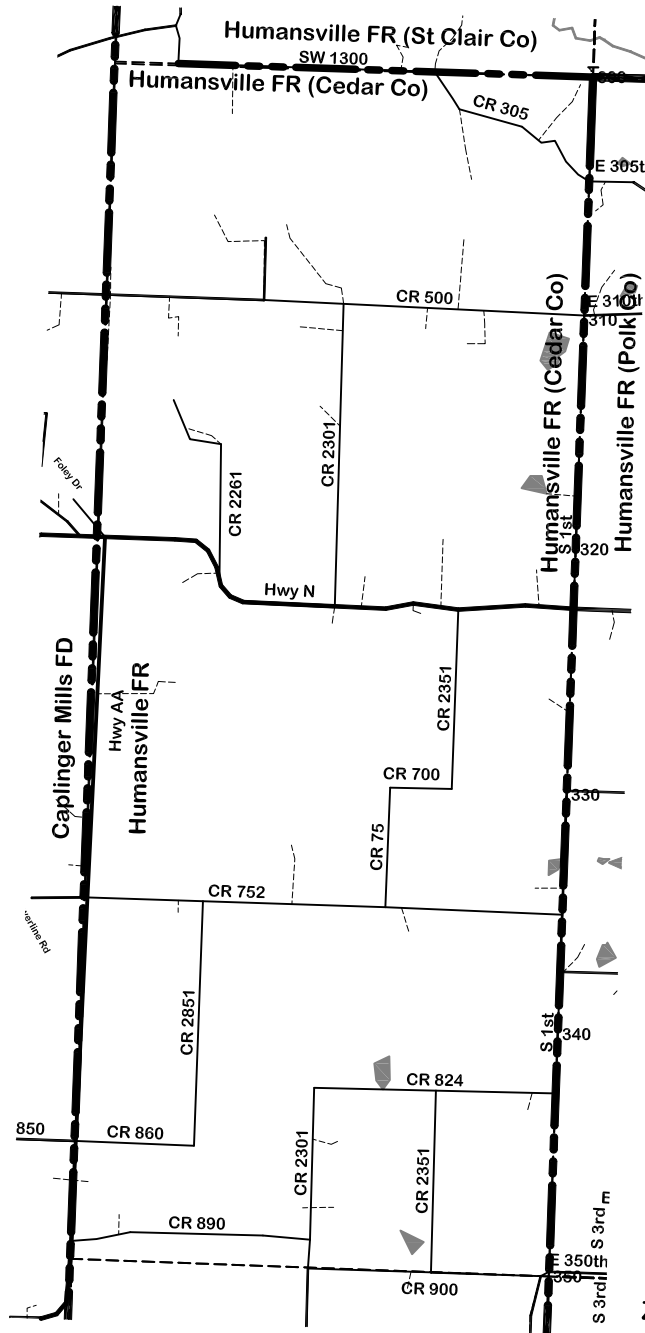 Humansville FR (St Clair Co)
SW 1300
Humansville FR (Cedar Co)
CR 305
E 305t
CR 500
E 310th
310
Humansville FR (Cedar Co)
Humansville FR (Polk Co)
CR 2301
Foley Dr
CR 2261
S 1st
320
Hwy N
Caplinger Mills FD
Hwy AA
Humansville FR
CR 2351
CR 700
330
CR 75
CR 752
verline Rd
CR 2851
S 1st
340
CR 824
850
CR 860
CR 2301
CR 2351
E
S 3rd
CR 890
E 350th
350
CR 900
S 3rd